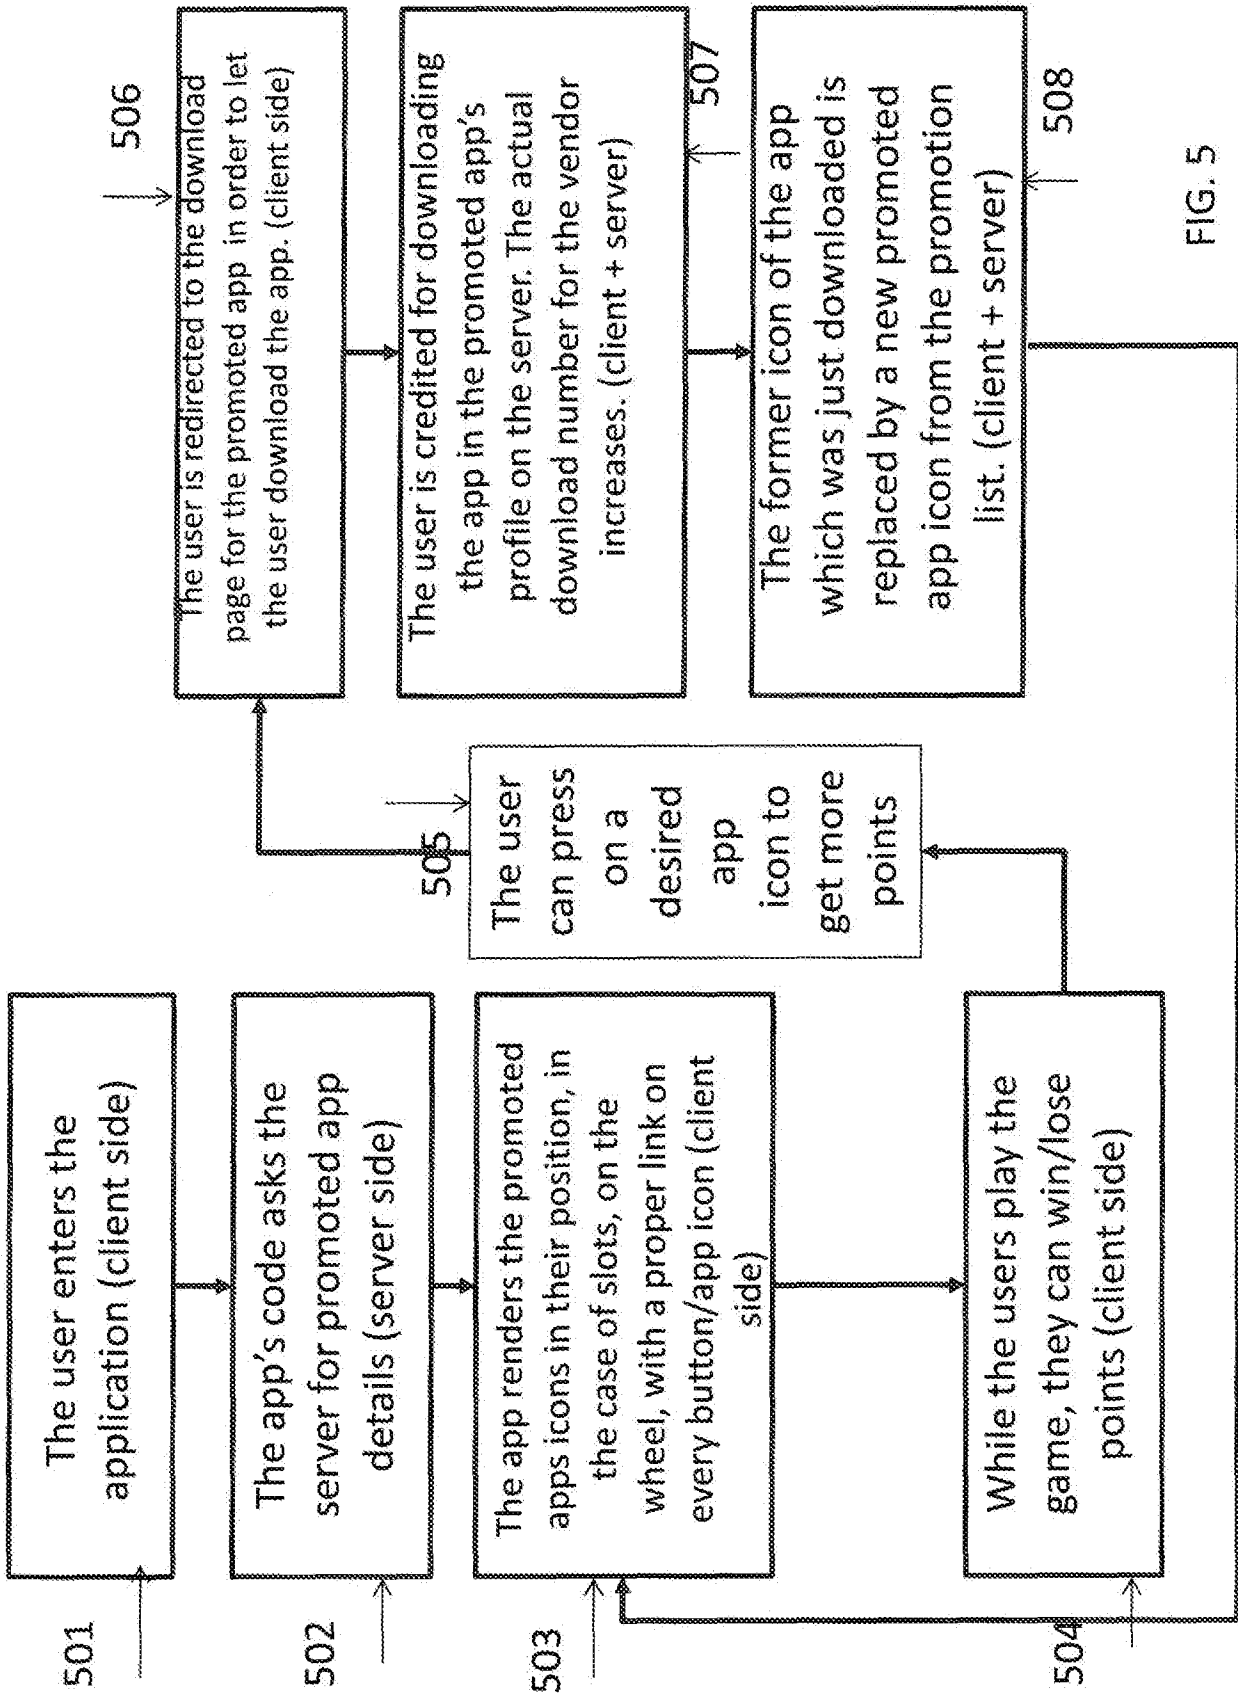 501
The user enters the
application (client side)
502
The app's code asks the
server for promoted app
details (server side)
503
The app renders the promoted
apps icons in their position, in
the case of slots, on the
wheel, with a proper link on
every button/app icon (client
side)
504
While the users play the
game, they can win/lose
points (client side)
505
The user
can press
on a
desired
app
icon to
get more
points
506
The user is redirected to the download
page for the promoted app in order to let
the user download the app. (client side)
The user is credited for downloading
the app in the promoted app's
profile on the server. The actual
download number for the vendor
increases. (client + server)
507
The former icon of the app
which was just downloaded is
replaced by a new promoted
app icon from the promotion
list. (client + server)
508
FIG. 5